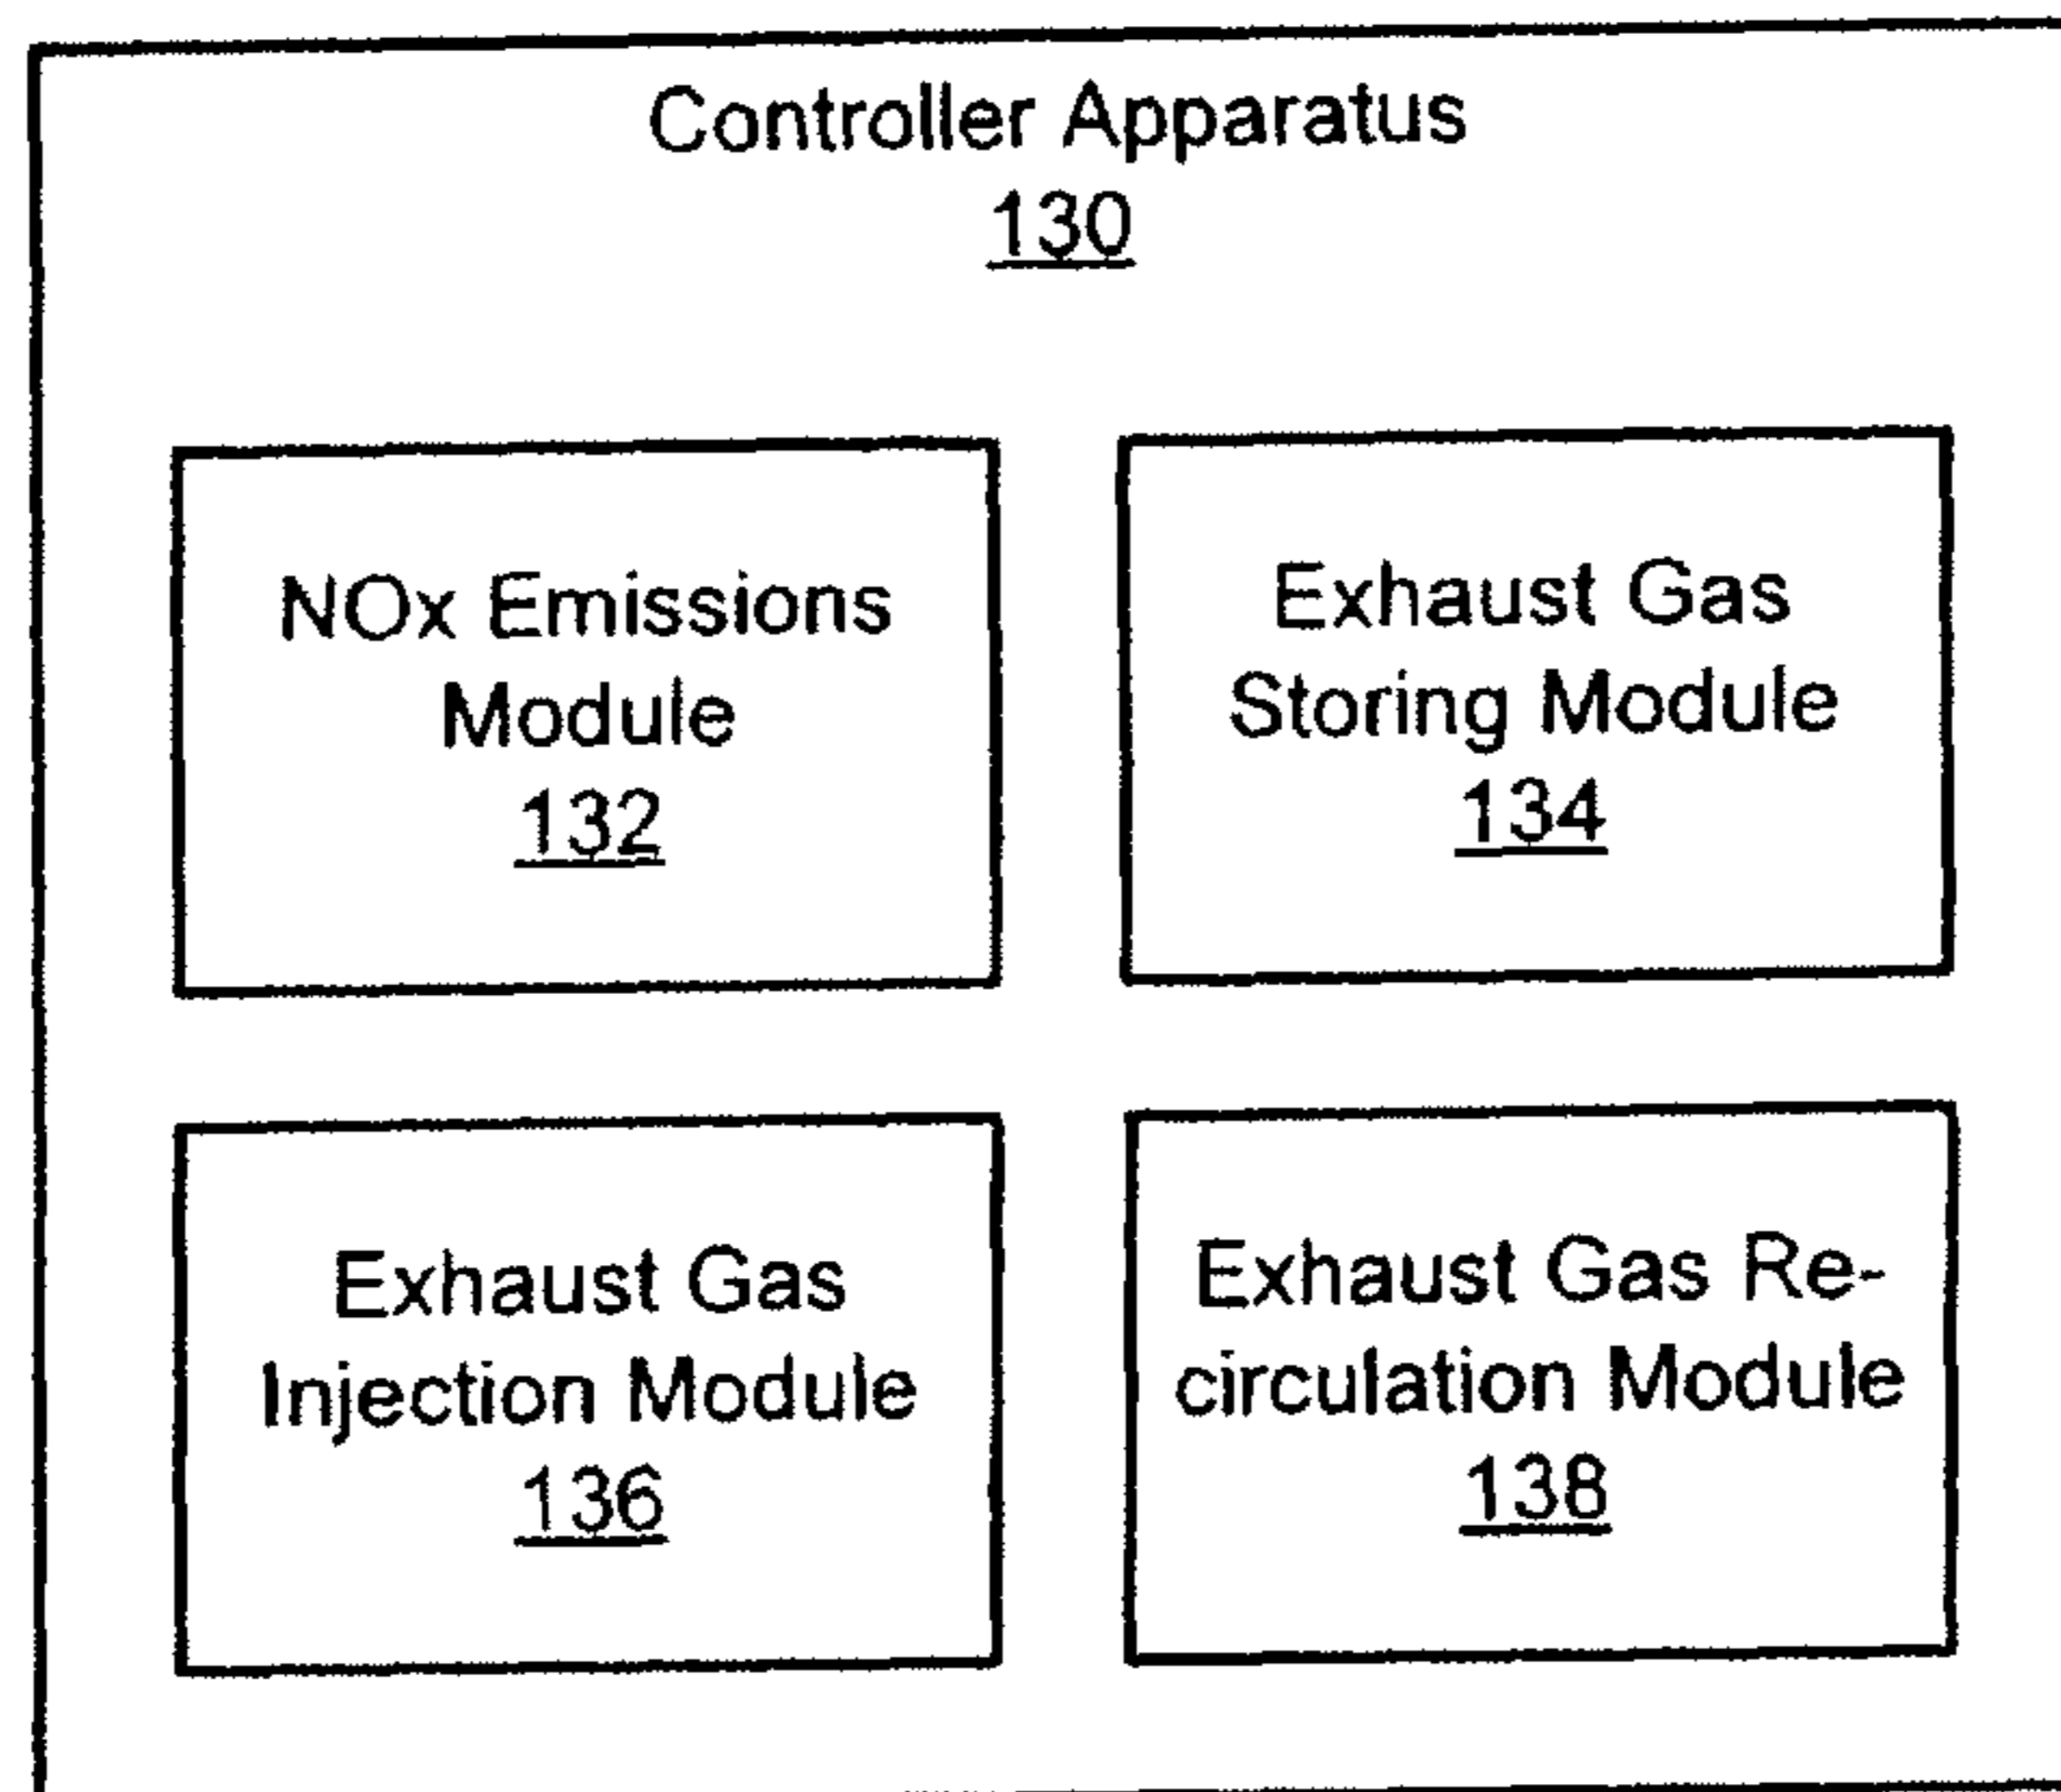 Controller Apparatus
130
NOx Emissions
Module
132
Exhaust Gas
Storing Module
134
Exhaust Gas
Injection Module
136
Exhaust Gas Re-
circulation Module
138